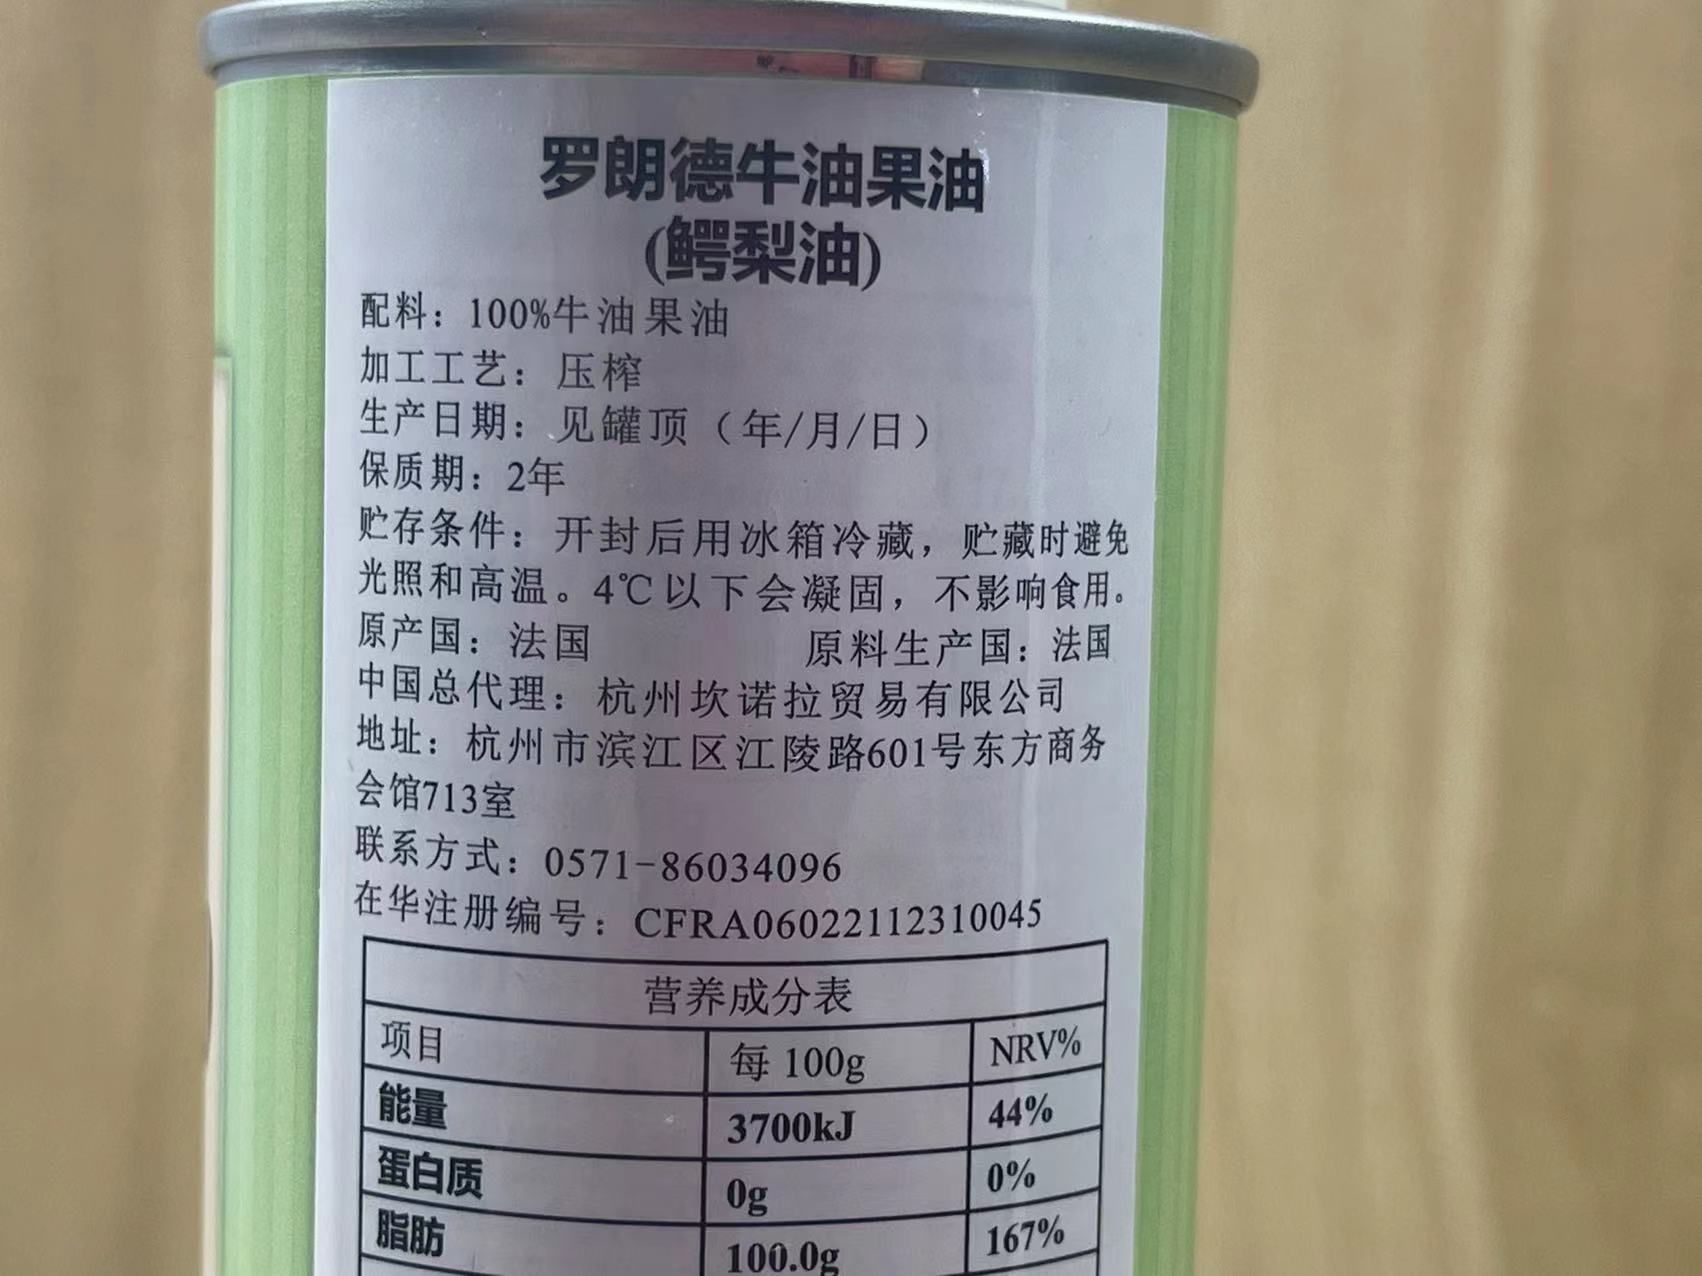 罗朗德牛油果油
(鳄梨油)
配料：100%牛油果油
加工工艺：压榨
生产日期：见罐顶（年/月/日）
保质期：2年
贮存条件：开封后用冰箱冷藏，贮藏时避免
光照和高温。4℃以下会凝固，不影响食用。
原产国：法国 原料生产国：法国
中国总代理：杭州坎诺拉贸易有限公司
地址：杭州市滨江区江陵路601号东方商务
会馆713室
联系方式：0571-86034096
在华注册编号：CFRA06022112310045
营养成分表
项目 每 100g NRV%
能量 3700kJ 44%
蛋白质 0g 0%
脂肪 100.0g 167%